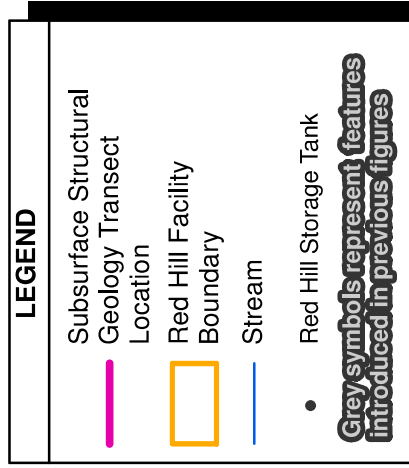 LEGEND
Subsurface Structural
Geology Transect
Location
Red Hill Facility
Boundary
Stream
Red Hill Storage Tank
Grey symbols represent features
introduced in previous figures